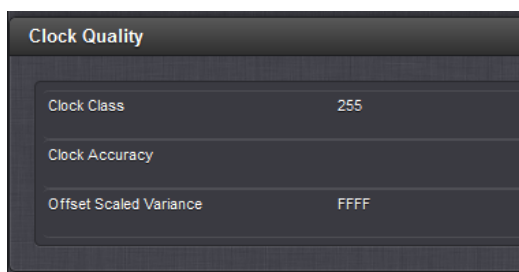 Clock Quality
Clock Class 255
Clock Accuracy
Offset Scaled Variance FFFF